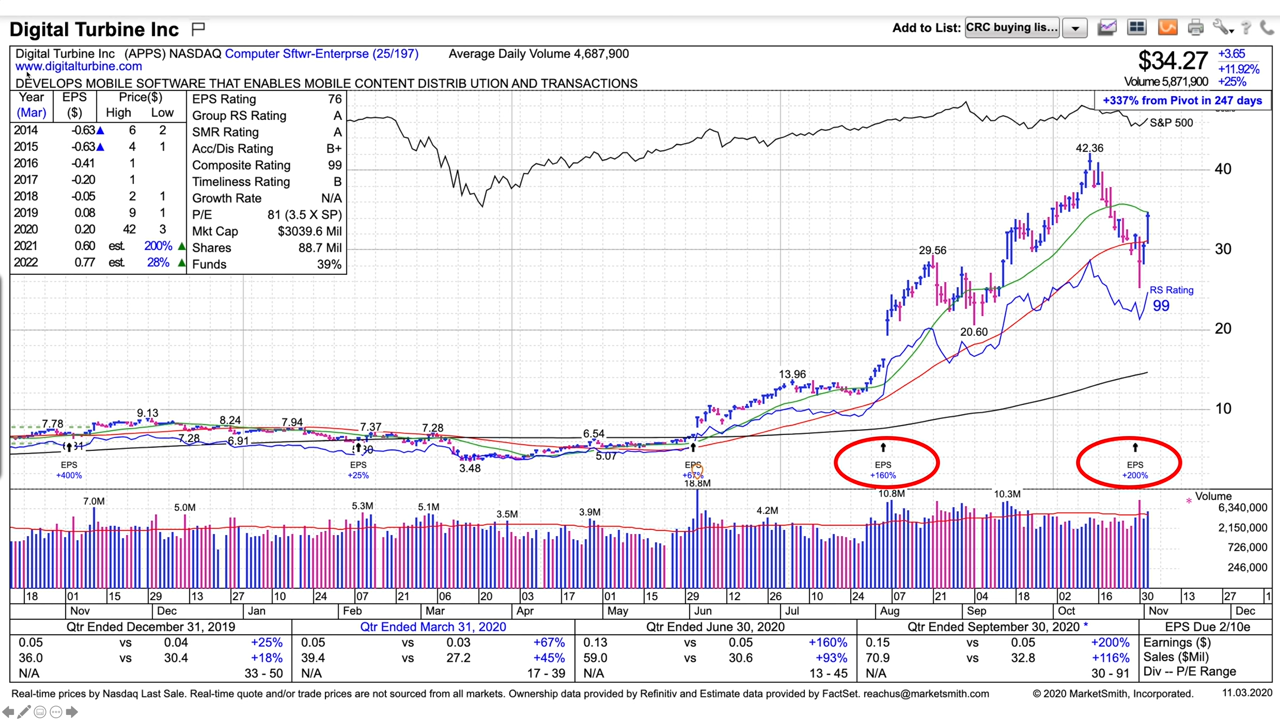 Digital Turbine Inc
Add to List: CRC buying lis...
Digital Turbine Inc (APPS) NASDAQ Computer Sftwr-Enterprse (25/197) Average Daily Volume 4,687,900
www.digitalturbine.com
DEVELOPS MOBILE SOFTWARE THAT ENABLES MOBILE CONTENT DISTRIB UTION AND TRANSACTIONS
$34.27 +3.65
+11.92%
Volume 5,871,900 +25%
+337% from Pivot in 247 days
Year EPS Price($)
(Mar) ($) High Low
2014 -0.63 6 2
2015 -0.63 4 1
2016 -0.41 1
2017 -0.20 1
2018 -0.05 2 1
2019 0.08 9 1
2020 0.20 42 3
2021 0.60 est. 200%
2022 0.77 est. 28%
EPS Rating 76
Group RS Rating A
SMR Rating A
Acc/Dis Rating B+
Composite Rating 99
Timeliness Rating B
Growth Rate N/A
P/E 81 (3.5 X SP)
Mkt Cap $3039.6 Mil
Shares 88.7 Mil
Funds 39%
S&P 500
42.36
40
29.56
30
RS Rating
99
20.60
20
13.96
10
7.78 9.13 8.24 7.94 7.37 7.28 6.54
7.28 6.91 3.48 5.07
EPS EPS EPS EPS EPS
+400% +25% +67% +160% +200%
Volume
18.8M
7.0M 5.0M 5.3M 5.1M 3.5M 3.9M 4.2M 10.8M 10.3M
6,340,000
2,150,000
726,000
246,000
18 01 15 29 13 27 10 24 07 21 06 20 03 17 01 15 29 12 26 10 24 07 21 04 18 02 16 30 13 27 1
Nov Dec Jan Feb Mar Apr May Jun Jul Aug Sep Oct Nov Dec
Qtr Ended December 31, 2019 Qtr Ended March 31, 2020 Qtr Ended June 30, 2020 Qtr Ended September 30, 2020 * EPS Due 2/10e
0.05 vs 0.04 +25% 0.05 vs 0.03 +67% 0.13 vs 0.05 +160% 0.15 vs 0.05 +200% Earnings ($)
36.0 vs 30.4 +18% 39.4 vs 27.2 +45% 59.0 vs 30.6 +93% 70.9 vs 32.8 +116% Sales ($Mil)
N/A 33 - 50 N/A 17 - 39 N/A 13 - 45 N/A 30 - 91 Div -- P/E Range
Real-time prices by Nasdaq Last Sale. Real-time quote and/or trade prices are not sourced from all markets. Ownership data provided by Refinitiv and Estimate data provided by FactSet. reachus@marketsmith.com © 2020 MarketSmith, Incorporated. 11.03.2020